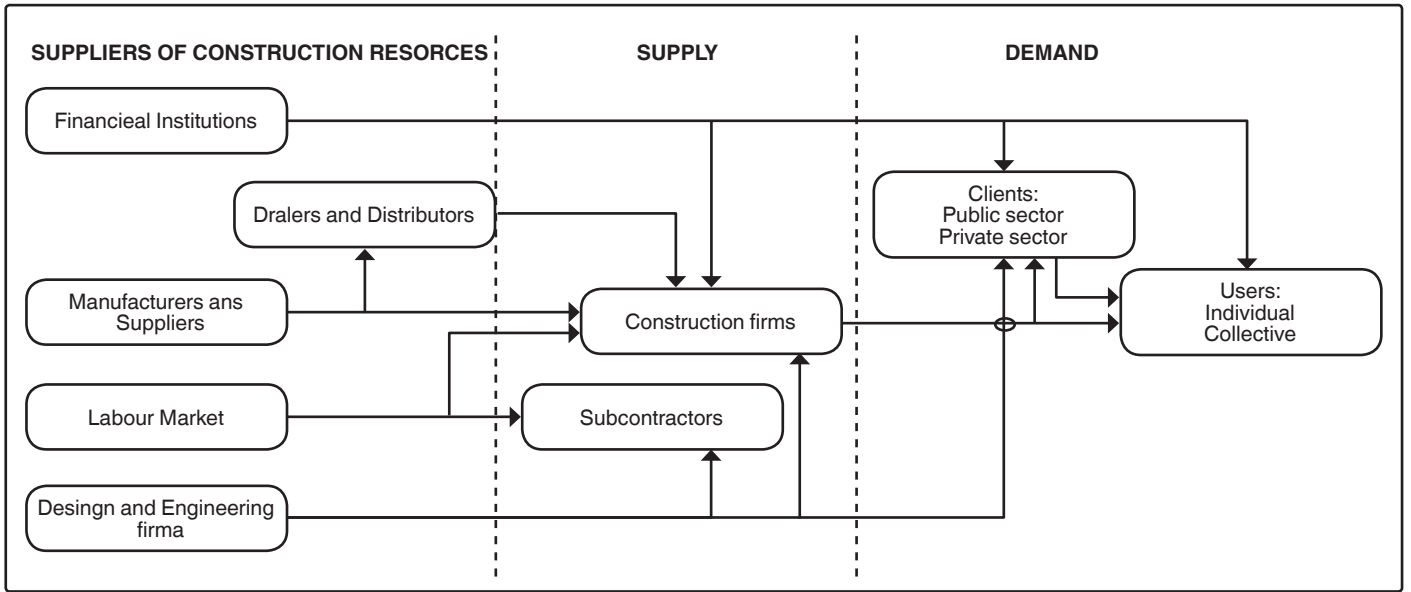 SUPPLIERS OF CONSTRUCTION RESORCES
SUPPLY
DEMAND
Financieal Institutions
Dralers and Distributors
Clients:
Public sector
Private sector
Manufacturers ans
Suppliers
Construction firms
Users:
Individual
Collective
Labour Market
Subcontractors
Desingn and Engineering
firma